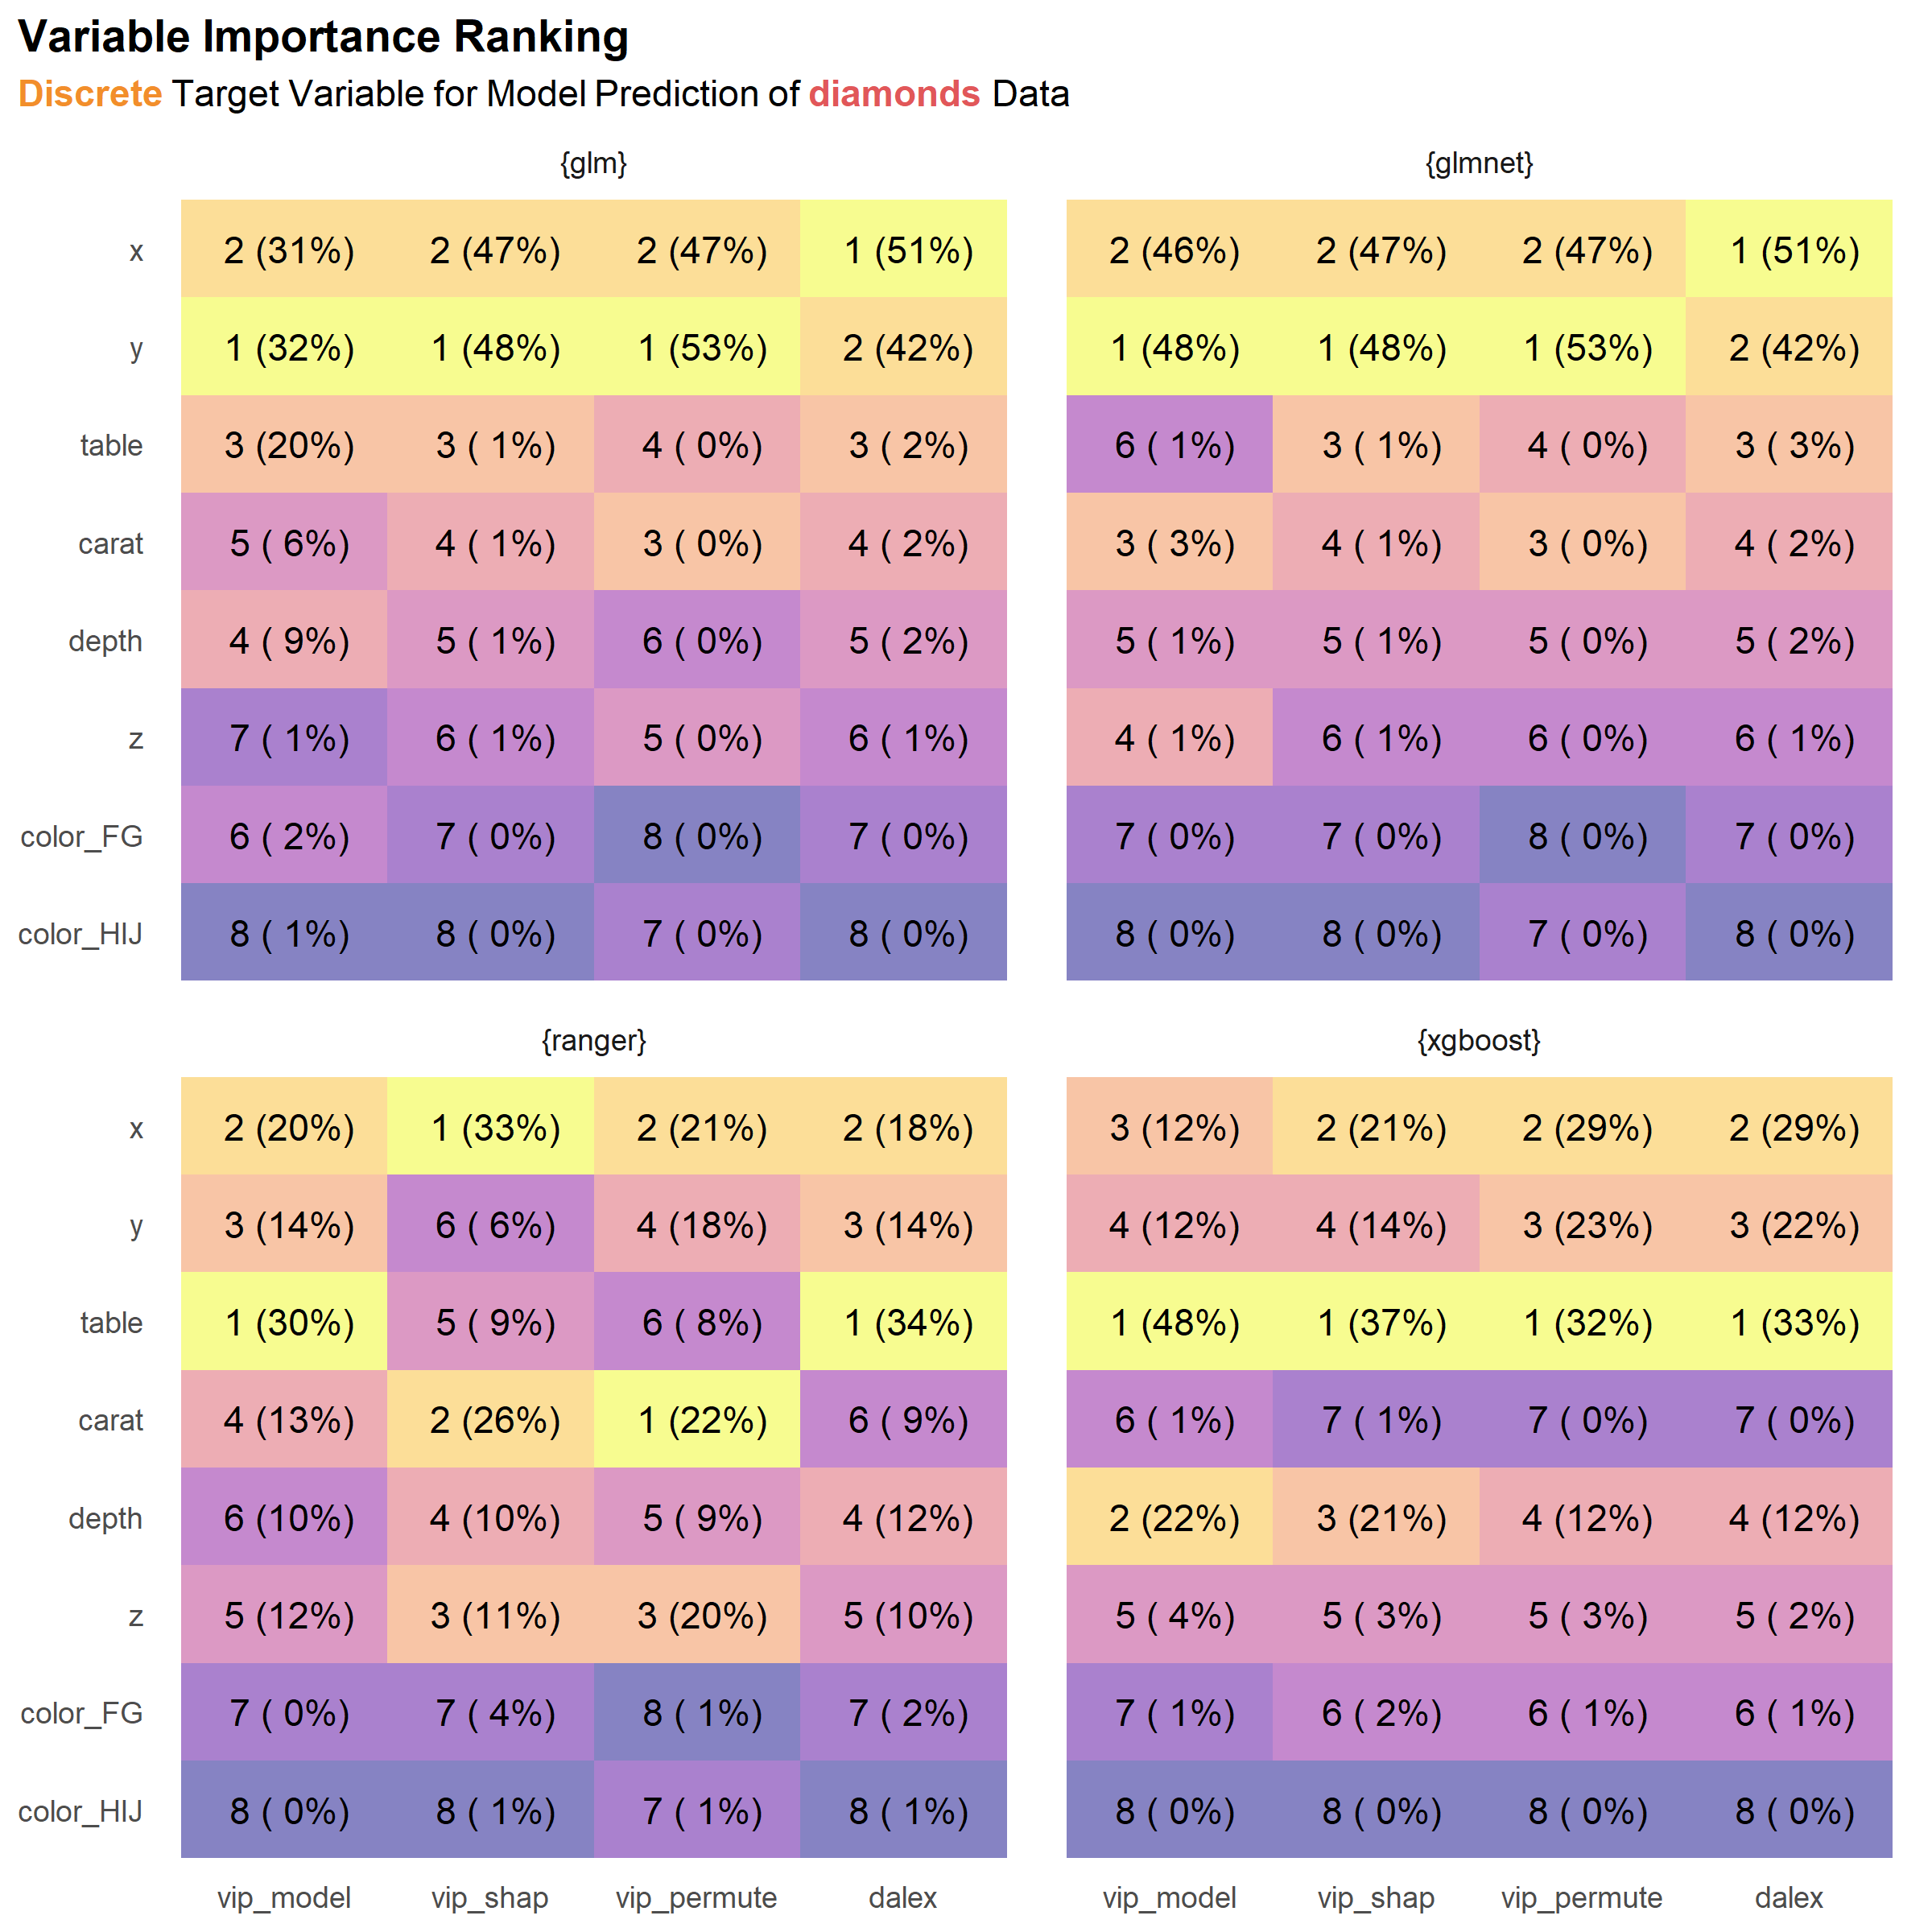 Variable Importance Ranking
Discrete Target Variable for Model Prediction of diamonds Data
{glm} {glmnet}
x 2 (31%) 2 (47%) 2 (47%) 1 (51%) 2 (46%) 2 (47%) 2 (47%) 1 (51%)
y 1 (32%) 1 (48%) 1 (53%) 2 (42%) 1 (48%) 1 (48%) 1 (53%) 2 (42%)
table 3 (20%) 3 ( 1%) 4 ( 0%) 3 ( 2%) 6 ( 1%) 3 ( 1%) 4 ( 0%) 3 ( 3%)
carat 5 ( 6%) 4 ( 1%) 3 ( 0%) 4 ( 2%) 3 ( 3%) 4 ( 1%) 3 ( 0%) 4 ( 2%)
depth 4 ( 9%) 5 ( 1%) 6 ( 0%) 5 ( 2%) 5 ( 1%) 5 ( 1%) 5 ( 0%) 5 ( 2%)
z 7 ( 1%) 6 ( 1%) 5 ( 0%) 6 ( 1%) 4 ( 1%) 6 ( 1%) 6 ( 0%) 6 ( 1%)
color_FG 6 ( 2%) 7 ( 0%) 8 ( 0%) 7 ( 0%) 7 ( 0%) 7 ( 0%) 8 ( 0%) 7 ( 0%)
color_HIJ 8 ( 1%) 8 ( 0%) 7 ( 0%) 8 ( 0%) 8 ( 0%) 8 ( 0%) 7 ( 0%) 8 ( 0%)
{ranger} {xgboost}
x 2 (20%) 1 (33%) 2 (21%) 2 (18%) 3 (12%) 2 (21%) 2 (29%) 2 (29%)
y 3 (14%) 6 ( 6%) 4 (18%) 3 (14%) 4 (12%) 4 (14%) 3 (23%) 3 (22%)
table 1 (30%) 5 ( 9%) 6 ( 8%) 1 (34%) 1 (48%) 1 (37%) 1 (32%) 1 (33%)
carat 4 (13%) 2 (26%) 1 (22%) 6 ( 9%) 6 ( 1%) 7 ( 1%) 7 ( 0%) 7 ( 0%)
depth 6 (10%) 4 (10%) 5 ( 9%) 4 (12%) 2 (22%) 3 (21%) 4 (12%) 4 (12%)
z 5 (12%) 3 (11%) 3 (20%) 5 (10%) 5 ( 4%) 5 ( 3%) 5 ( 3%) 5 ( 2%)
color_FG 7 ( 0%) 7 ( 4%) 8 ( 1%) 7 ( 2%) 7 ( 1%) 6 ( 2%) 6 ( 1%) 6 ( 1%)
color_HIJ 8 ( 0%) 8 ( 1%) 7 ( 1%) 8 ( 1%) 8 ( 0%) 8 ( 0%) 8 ( 0%) 8 ( 0%)
vip_model vip_shap vip_permute dalex vip_model vip_shap vip_permute dalex